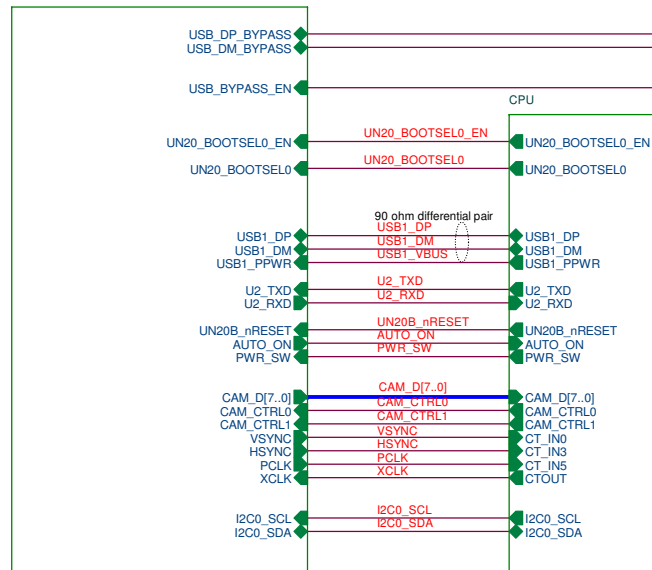 USB_DP_BYPASS
USB_DM_BYPASS
USB_BYPASS_EN
CPU
UN20_BOOTSEL0_EN UN20_BOOTSEL0_EN UN20_BOOTSEL0_EN
UN20_BOOTSEL0 UN20_BOOTSEL0 UN20_BOOTSEL0
90 ohm differential pair
USB1_DP USB1_DP USB1_DP
USB1_DM USB1_DM USB1_DM
USB1_PPWR USB1_VBUS USB1_PPWR
U2_TXD U2_TXD U2_TXD
U2_RXD U2_RXD U2_RXD
UN20B_nRESET UN20B_nRESET UN20B_nRESET
AUTO_ON AUTO_ON AUTO_ON
PWR_SW PWR_SW PWR_SW
CAM_D[7..0] CAM_D[7..0] CAM_D[7..0]
CAM_CTRL0 CAM_CTRL0 CAM_CTRL0
CAM_CTRL1 CAM_CTRL1 CAM_CTRL1
VSYNC VSYNC CT_IN0
HSYNC HSYNC CT_IN3
PCLK PCLK CT_IN5
XCLK XCLK CTOUT
I2C0_SCL I2C0_SCL I2C0_SCL
I2C0_SDA I2C0_SDA I2C0_SDA